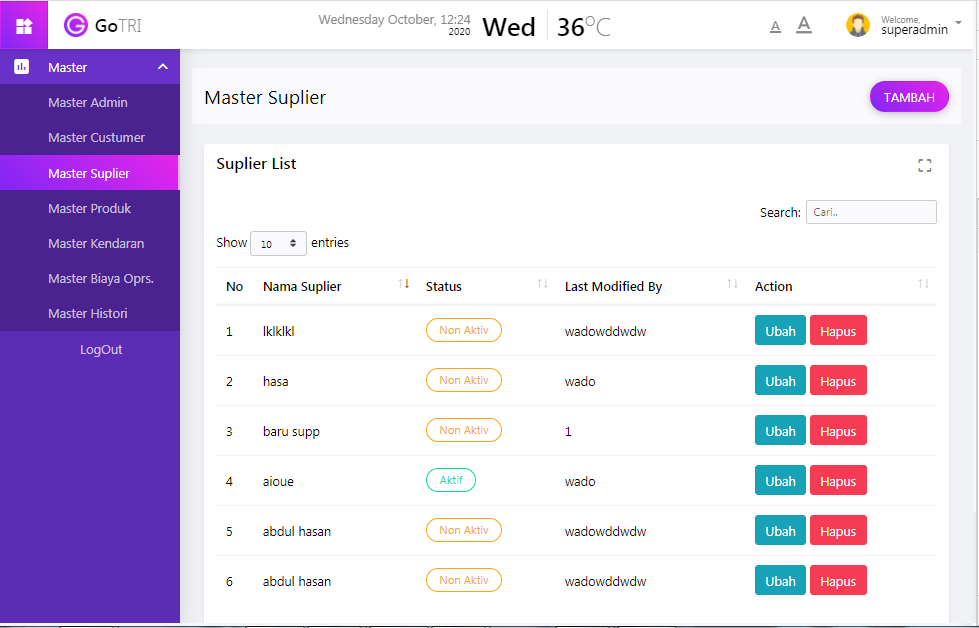 GoTRI
Wednesday October, 12:24
2020
Wed
36°C
A A
Welcome,
superadmin
Master
Master Admin
Master Custumer
Master Suplier
Master Produk
Master Kendaran
Master Biaya Oprs.
Master Histori
LogOut
Master Suplier
TAMBAH
Suplier List
Search: Cari..
Show 10 entries
No Nama Suplier Status Last Modified By Action
1 lklklkl Non Aktiv wadowddwdw Ubah Hapus
2 hasa Non Aktiv wado Ubah Hapus
3 baru supp Non Aktiv 1 Ubah Hapus
4 aioue Aktif wado Ubah Hapus
5 abdul hasan Non Aktiv wadowddwdw Ubah Hapus
6 abdul hasan Non Aktiv wadowddwdw Ubah Hapus